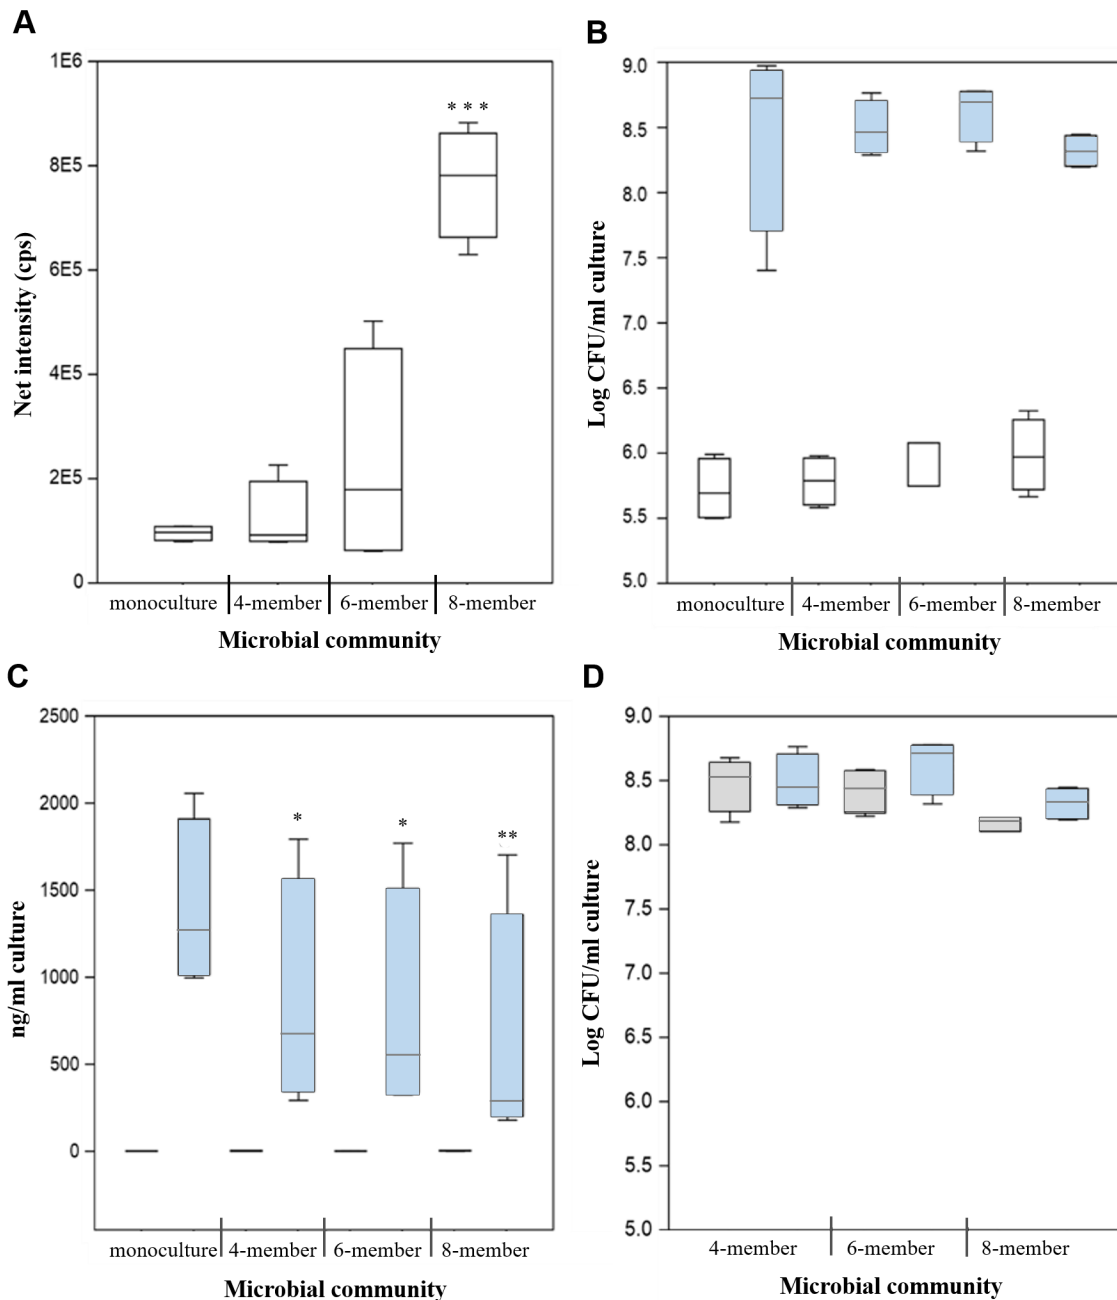 A
1E6
8E5
6E5
4E5
2E5
0
Net intensity (cps)
* * *
monoculture 4-member 6-member 8-member
Microbial community
B
9.0
8.5
8.0
7.5
7.0
6.5
6.0
5.5
5.0
Log CFU/ml culture
monoculture 4-member 6-member 8-member
Microbial community
C
2500
2000
1500
1000
500
0
ng/ml culture
* * **
monoculture 4-member 6-member 8-member
Microbial community
D
9.0
8.5
8.0
7.5
7.0
6.5
6.0
5.5
5.0
Log CFU/ml culture
4-member 6-member 8-member
Microbial community